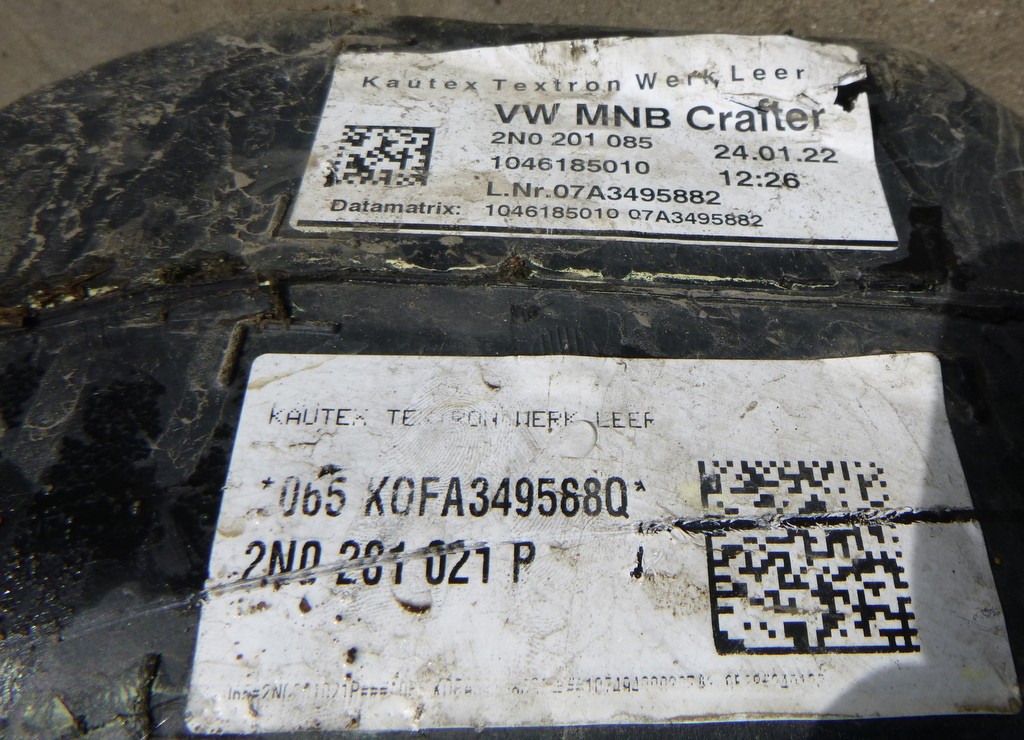 Kautex Textron Werk Leer
VW MNB Crafter
2N0 201 085
24.01.22
1046185010
12:26
L.Nr.07A3495882
Datamatrix: 1046185010 07A3495882
KAUTEX TEXTRON WERK LEER
*065 KOFA349568Q*
2N0 201 021 P